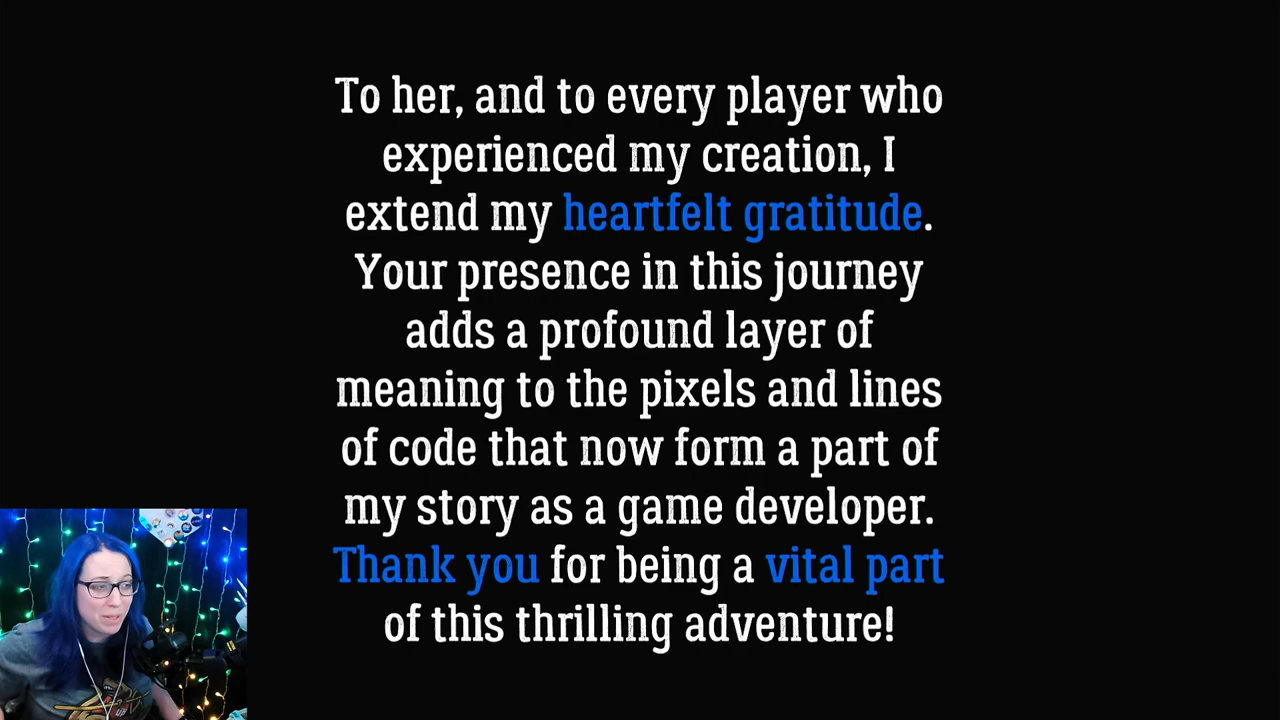 To her, and to every player who
experienced my creation, I
extend my heartfelt gratitude.
Your presence in this journey
adds a profound layer of
meaning to the pixels and lines
of code that now form a part of
my story as a game developer.
Thank you for being a vital part
of this thrilling adventure!